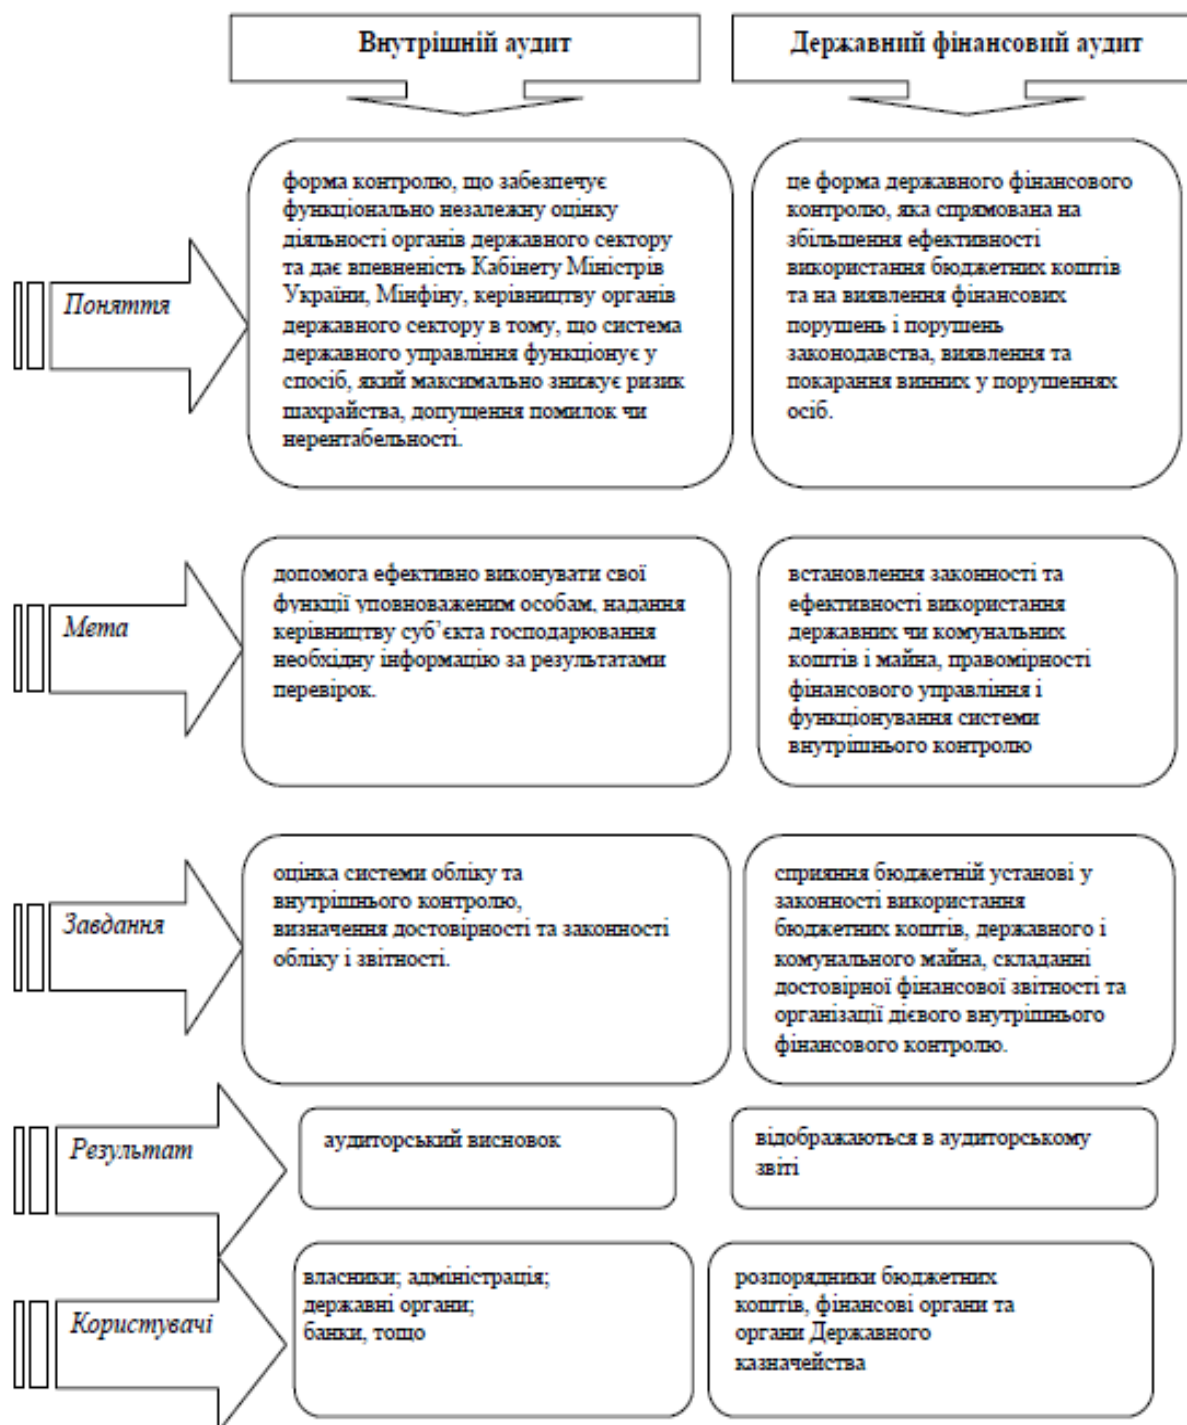 Внутрішній аудит
Державний фінансовий аудит
Поняття
форма контролю, що забезпечує
функціонально незалежну оцінку
діяльності органів державного сектору
та дає впевненість Кабінету Міністрів
України, Мінфіну, керівництву органів
державного сектору в тому, що система
державного управління функціонує у
спосіб, який максимально знижує ризик
шахрайства, допущення помилок чи
нерентабельності.
це форма державного фінансового
контролю, яка спрямована на
збільшення ефективності
використання бюджетних коштів
та на виявлення фінансових
порушень і порушень
законодавства, виявлення та
покарання винних у порушеннях
осіб.
Мета
допомога ефективно виконувати свої
функції уповноваженим особам, надання
керівництву суб’єкта господарювання
необхідну інформацію за результатами
перевірок.
встановлення законності та
ефективності використання
державних чи комунальних
коштів і майна, правомірності
фінансового управління і
функціонування системи
внутрішнього контролю
Завдання
оцінка системи обліку та
внутрішнього контролю,
визначення достовірності та законності
обліку і звітності.
сприяння бюджетній установі у
законності використання
бюджетних коштів, державного і
комунального майна, складанні
достовірної фінансової звітності та
організації дієвого внутрішнього
фінансового контролю.
Результат
аудиторський висновок
відображаються в аудиторському
звіті
Користувачі
власники; адміністрація;
державні органи;
банки, тощо
розпорядники бюджетних
коштів, фінансові органи та
органи Державного
казначейства